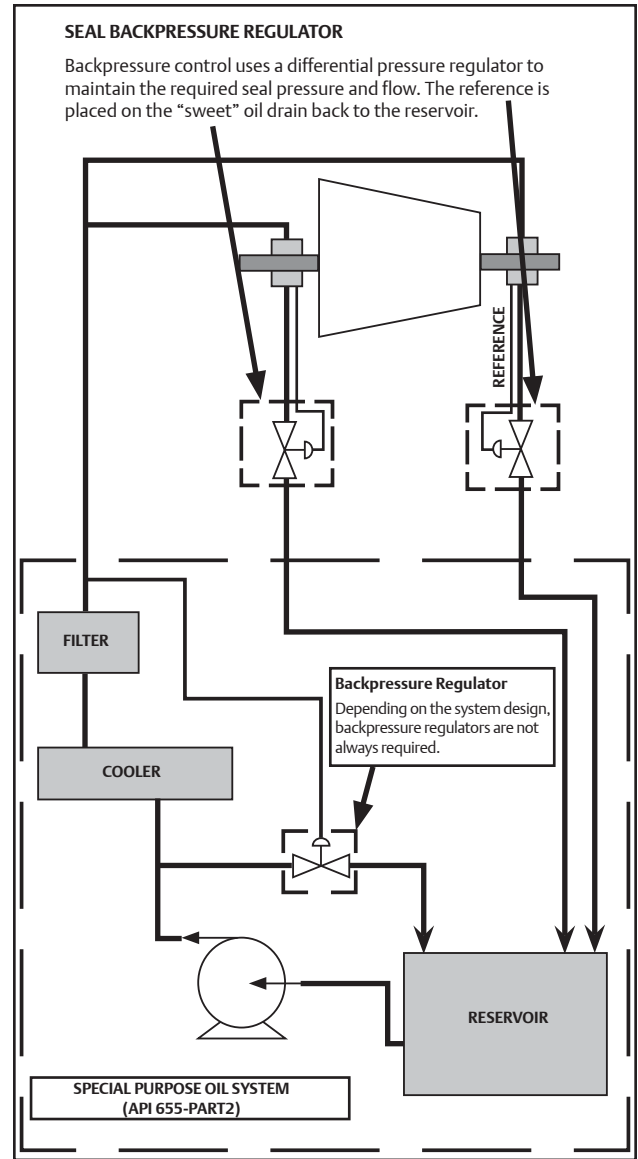 SEAL BACKPRESSURE REGULATOR
Backpressure control uses a differential pressure regulator to
maintain the required seal pressure and flow. The reference is
placed on the “sweet” oil drain back to the reservoir.
REFERENCE
FILTER
Backpressure Regulator
Depending on the system design,
backpressure regulators are not
always required.
COOLER
RESERVOIR
SPECIAL PURPOSE OIL SYSTEM
(API 655-PART2)